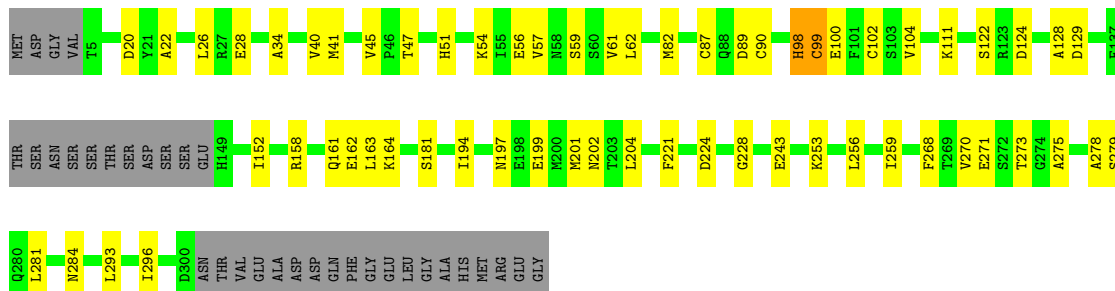 MET ASP GLY VAL T5 D20 Y21 A22 L26 R27 E28 A34 V40 M41 V45 P46 T47 H51 K54 I55 E56 V57 N58 S59 S60 V61 L62 M82 C87 Q88 D89 C90 H98 C99 E100 F101 C102 S103 V104 K111 S122 R123 D124 A128 D129
THR SER ASN SER SER THR SER ASP SER SER GLU H149 I152 R158 Q161 E162 L163 K164 S181 I194 N197 E198 E199 M200 M201 N202 T203 L204 F221 D224 G228 E243 K253 L256 I259 F268 T269 V270 E271 S272 T273 G274 A275 A278
Q280 L281 N284 L293 I296 D300 ASN THR VAL GLU ALA ASP ASP GLN PHE GLY GLU LEU GLY ALA HIS MET ARG GLU GLY